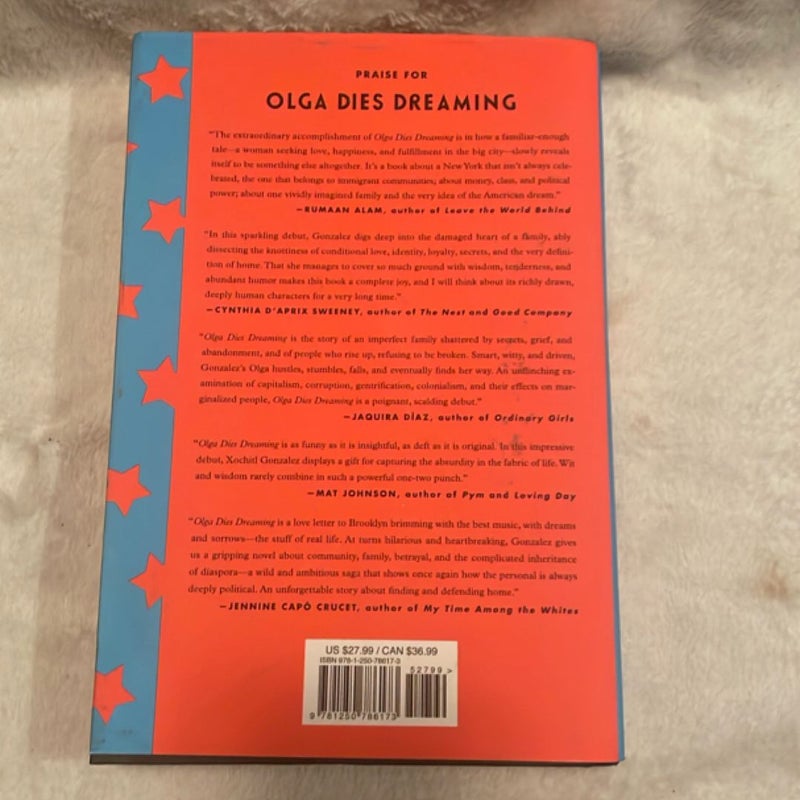 PRAISE FOR
OLGA DIES DREAMING
"The extraordinary accomplishment of Olga Dies Dreaming is in how a familiar-enough
tale—a woman seeking love, happiness, and fulfillment in the big city—slowly reveals
itself to be something else altogether. It's a book about a New York that isn't always cele-
brated, the one that belongs to immigrant communities; about money, class, and political
power; about one vividly imagined family and the very idea of the American dream."
—RUMAAN ALAM, author of Leave the World Behind
"In this sparkling debut, Gonzalez digs deep into the damaged heart of a family, ably
dissecting the knottiness of conditional love, identity, loyalty, secrets, and the very defini-
tion of home. That she manages to cover so much ground with wisdom, tenderness, and
abundant humor makes this book a complete joy, and I will think about its richly drawn,
deeply human characters for a very long time."
—CYNTHIA D'APRIX SWEENEY, author of The Nest and Good Company
"Olga Dies Dreaming is the story of an imperfect family shattered by secrets, grief, and
abandonment, and of people who rise up, refusing to be broken. Smart, witty, and driven,
Gonzalez's Olga hustles, stumbles, falls, and eventually finds her way. An unflinching ex-
amination of capitalism, corruption, gentrification, colonialism, and their effects on mar-
ginalized people, Olga Dies Dreaming is a poignant, scalding debut."
—JAQUIRA DÍAZ, author of Ordinary Girls
"Olga Dies Dreaming is as funny as it is insightful, as deft as it is original. In this impressive
debut, Xochitl Gonzalez displays a gift for capturing the absurdity in the fabric of life. Wit
and wisdom rarely combine in such a powerful one-two punch."
—MAT JOHNSON, author of Pym and Loving Day
"Olga Dies Dreaming is a love letter to Brooklyn brimming with the best music, with dreams
and sorrows—the stuff of real life. At turns hilarious and heartbreaking, Gonzalez gives
us a gripping novel about community, family, betrayal, and the complicated inheritance
of diaspora—a wild and ambitious saga that shows once again how the personal is always
deeply political. An unforgettable story about finding and defending home."
—JENNINE CAPÓ CRUCET, author of My Time Among the Whites
US $27.99 / CAN $36.99
ISBN 978-1-250-78617-3
52799 >
9 781250 786173